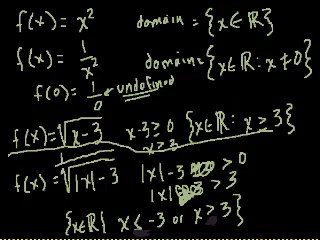 f(x) = x² domain = {x∈ℝ}
f(x) = 1/x² domain = {x∈ℝ: x≠0}
f(0) = 1/0 ← undefined
f(x) = √(x-3) x-3 ≥ 0 {x∈ℝ: x ≥ 3}
x ≥ 3
f(x) = 1/√(|x|-3) |x|-3 > 0
|x| > 3
{x∈ℝ| x ≤ -3 or x > 3}